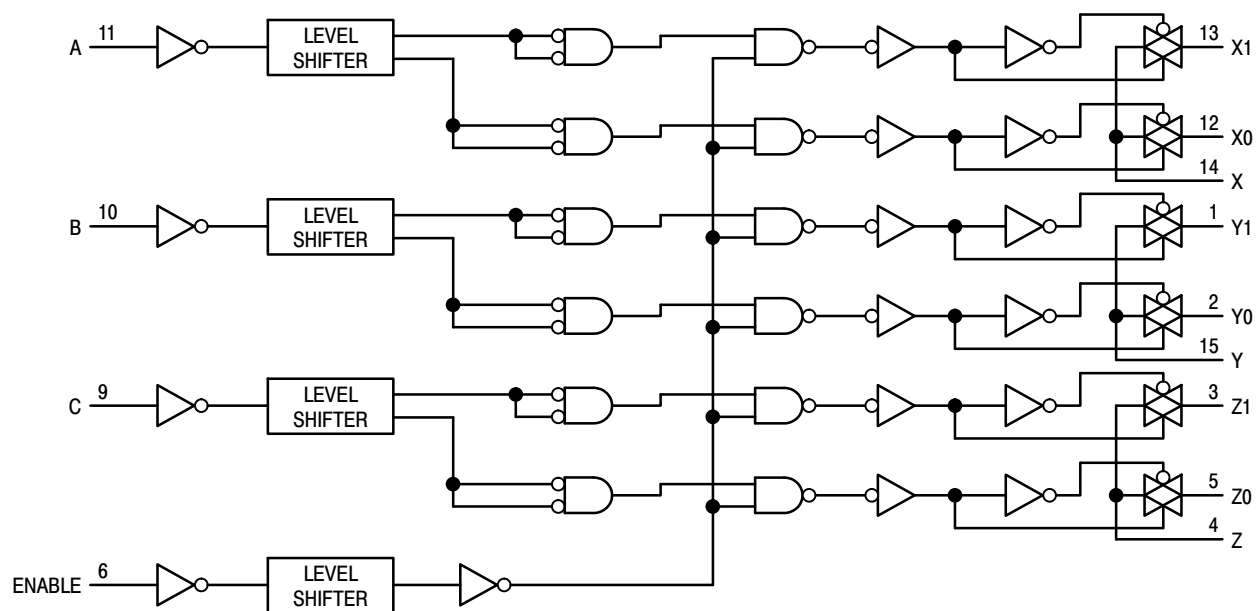 A 11 LEVEL SHIFTER 13 X1
12 X0
14 X
B 10 LEVEL SHIFTER 1 Y1
2 Y0
15 Y
C 9 LEVEL SHIFTER 3 Z1
5 Z0
4 Z
ENABLE 6 LEVEL SHIFTER